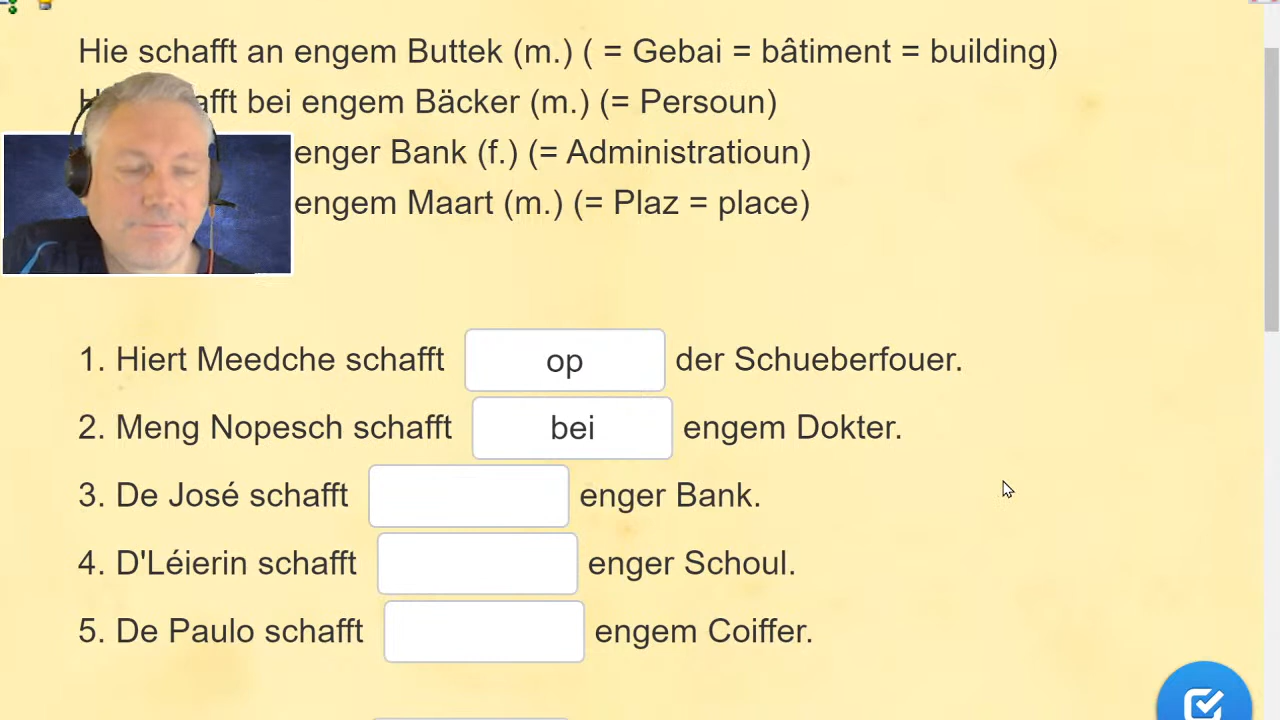 Hie schafft an engem Buttek (m.) ( = Gebai = bâtiment = building)
bei engem Bäcker (m.) (= Persoun)
enger Bank (f.) (= Administratioun)
engem Maart (m.) (= Plaz = place)
1. Hiert Meedche schafft op der Schueberfouer.
2. Meng Nopesch schafft bei engem Dokter.
3. De José schafft enger Bank.
4. D'Léierin schafft enger Schoul.
5. De Paulo schafft engem Coiffer.